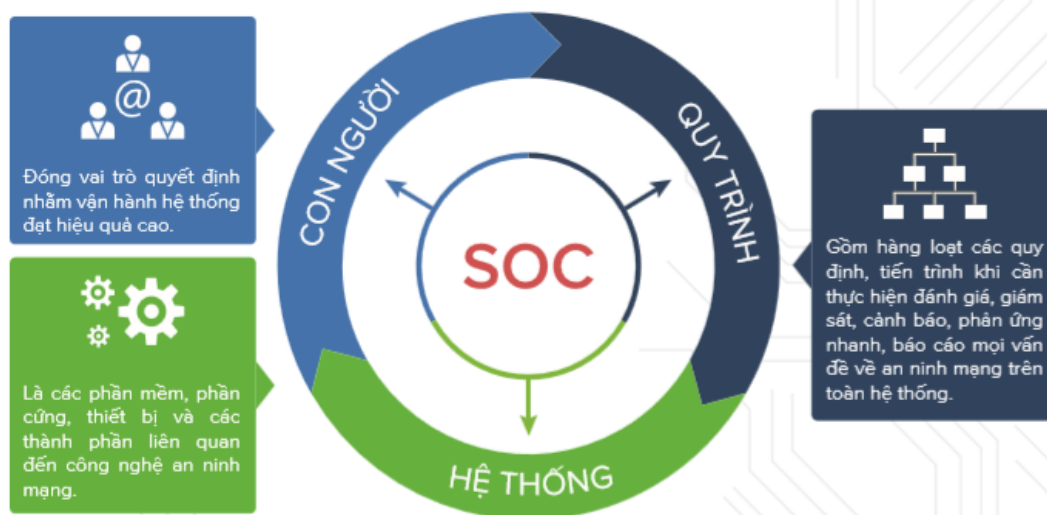 @
Đóng vai trò quyết định
nhằm vận hành hệ thống
đạt hiệu quả cao.
Là các phần mềm, phần
cứng, thiết bị và các
thành phần liên quan
đến công nghệ an ninh
mạng.
CON NGƯỜI
QUY TRÌNH
SOC
HỆ THỐNG
Gồm hàng loạt các quy
định, tiến trình khi cần
thực hiện đánh giá, giám
sát, cảnh báo, phản ứng
nhanh, báo cáo mọi vấn
đề về an ninh mạng trên
toàn hệ thống.